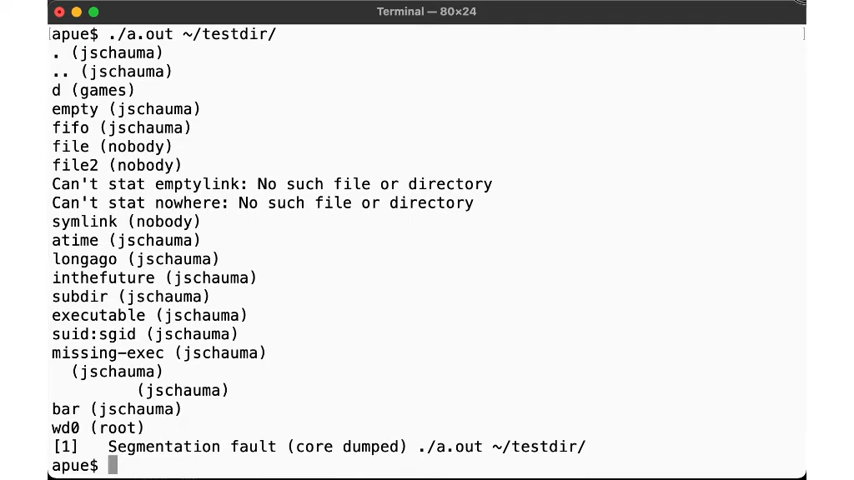 Terminal — 80×24
apue$ ./a.out ~/testdir/
. (jschauma)
.. (jschauma)
d (games)
empty (jschauma)
fifo (jschauma)
file (nobody)
file2 (nobody)
Can't stat emptylink: No such file or directory
Can't stat nowhere: No such file or directory
symlink (nobody)
atime (jschauma)
longago (jschauma)
inthefuture (jschauma)
subdir (jschauma)
executable (jschauma)
suid:sgid (jschauma)
missing-exec (jschauma)
  (jschauma)
         (jschauma)
bar (jschauma)
wd0 (root)
[1]   Segmentation fault (core dumped) ./a.out ~/testdir/
apue$